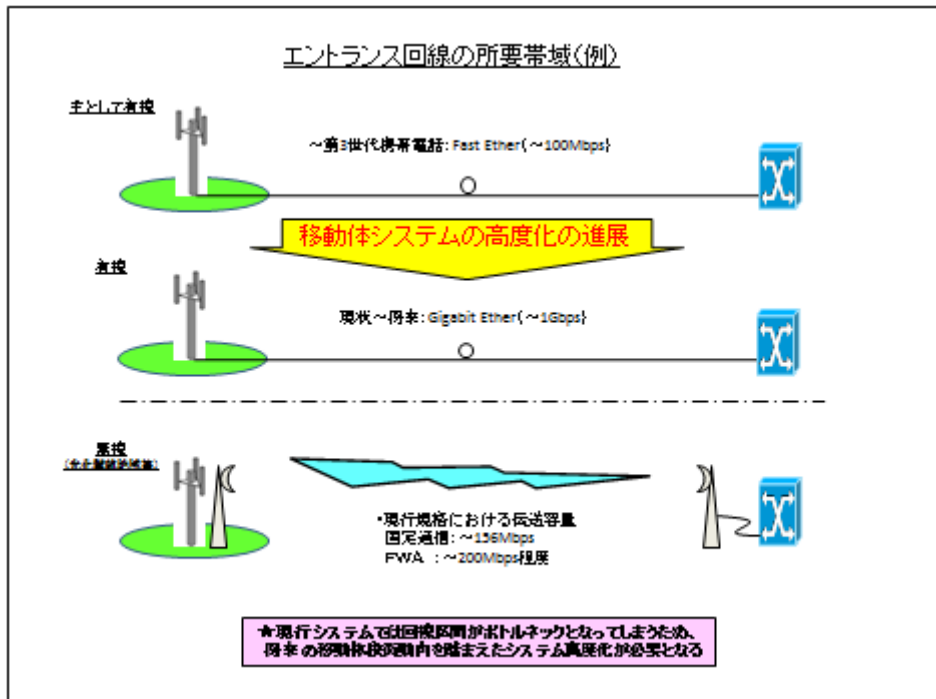 エントランス回線の所要帯域(例)
主として有線
～第3世代携帯電話: Fast Ether(～100Mbps)
移動体システムの高度化の進展
有線
現状～将来: Gigabit Ether(～1Gbps)
無線
・現行規格における伝送容量
固定通信: ～156Mbps
FWA : ～200Mbps程度
★現行システムでは回線区間がボトルネックとなってしまうため、
将来の移動体技術動向を踏まえたシステム高度化が必要となる